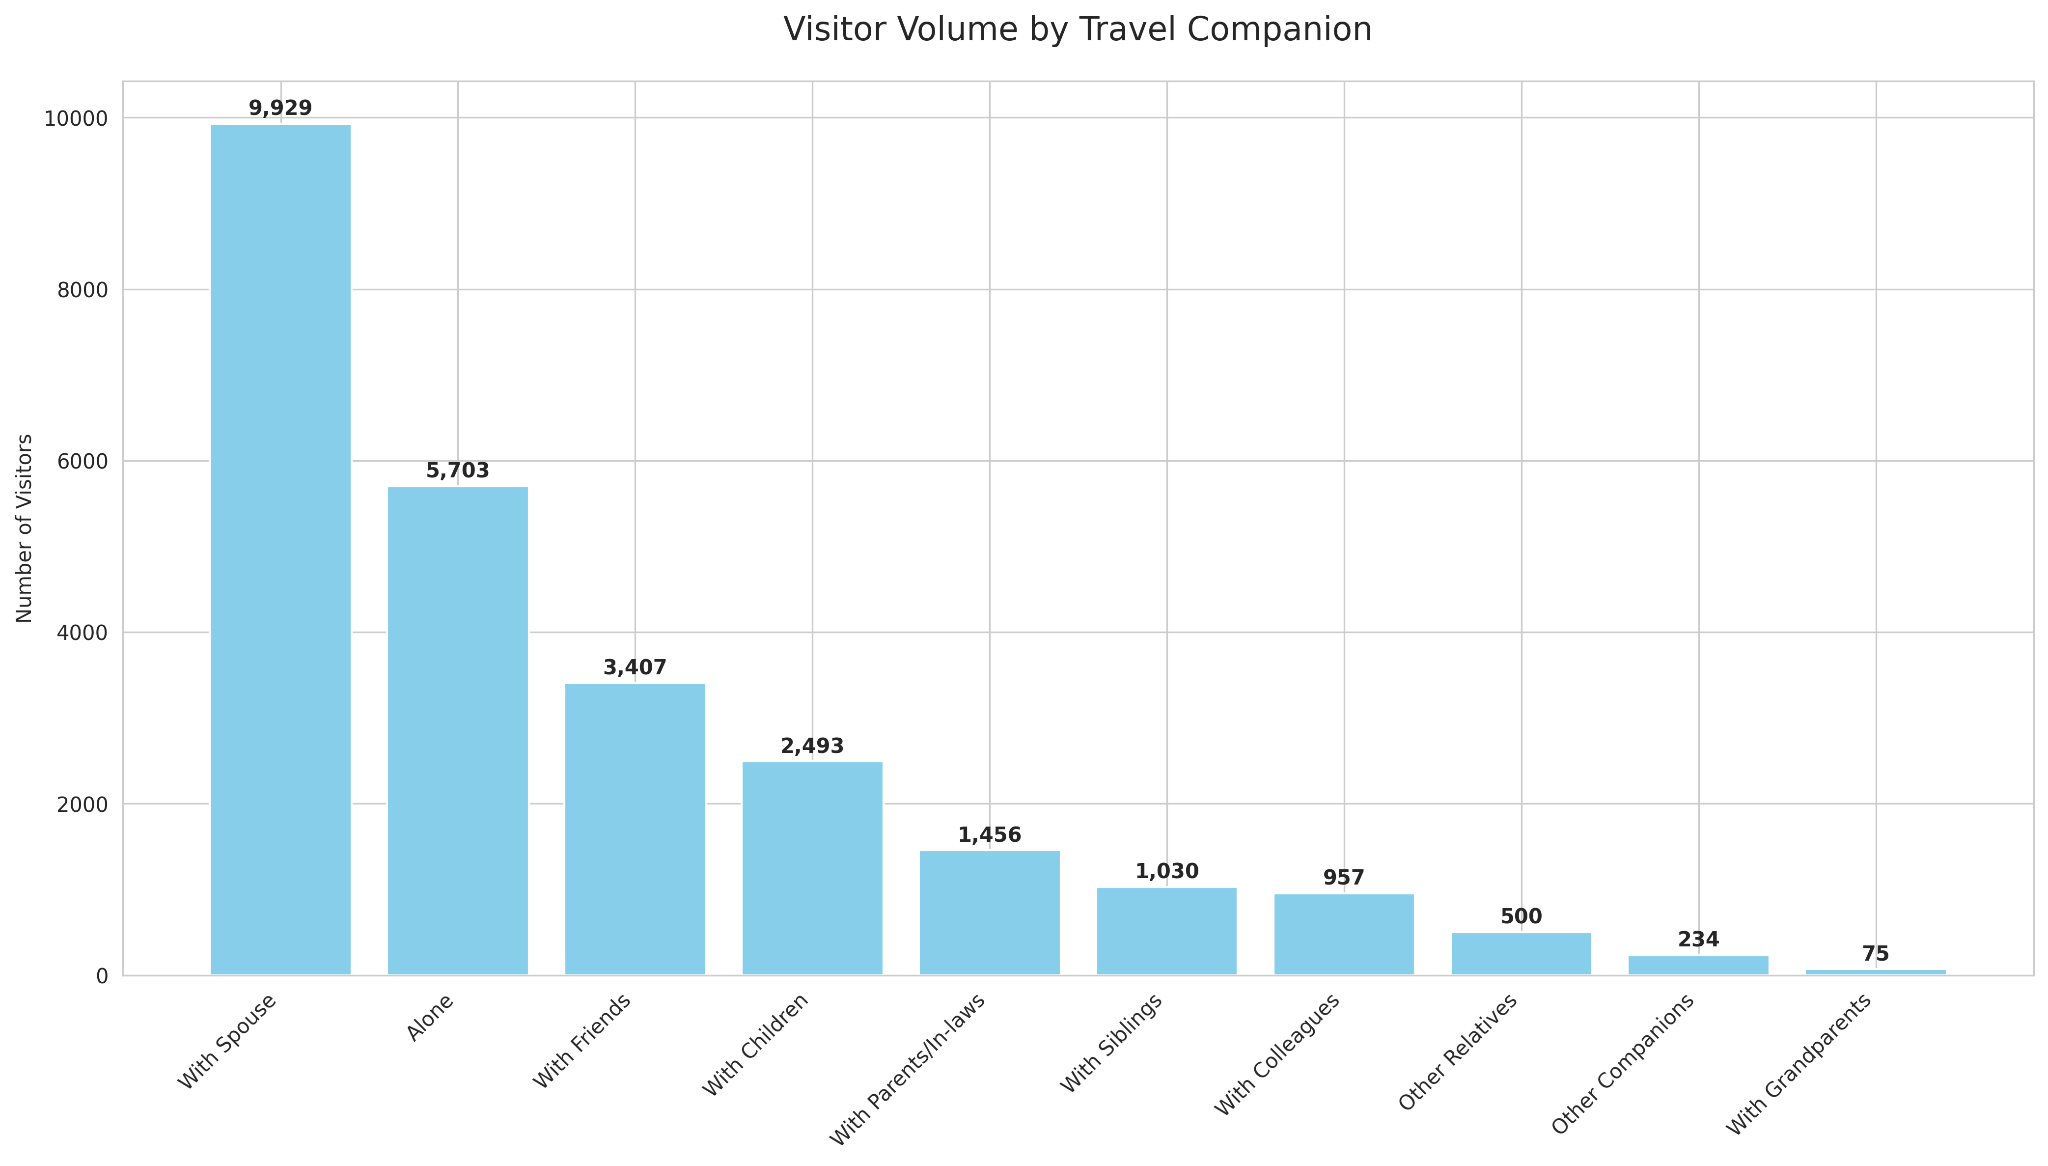 Visitor Volume by Travel Companion
Number of Visitors
10000
8000
6000
4000
2000
0
9,929
5,703
3,407
2,493
1,456
1,030
957
500
234
75
With Spouse
Alone
With Friends
With Children
With Parents/In-laws
With Siblings
With Colleagues
Other Relatives
Other Companions
With Grandparents